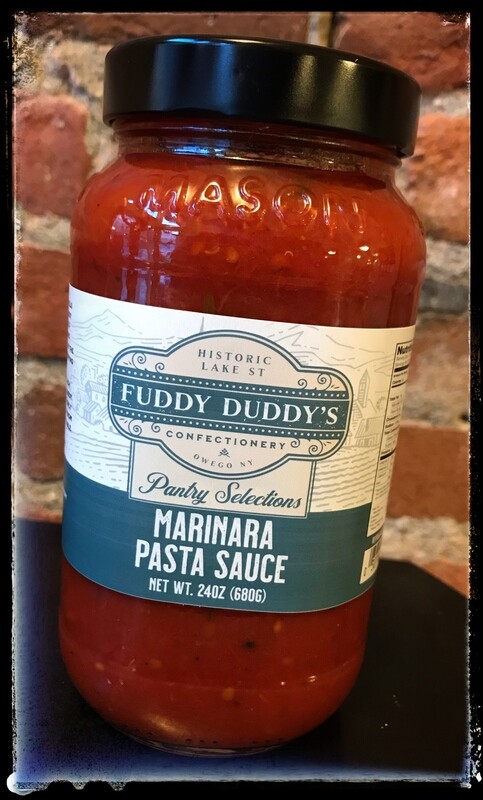 MASON
HISTORIC
LAKE ST
FUDDY DUDDY'S
CONFECTIONERY
OWEGO NY
Pantry Selections
MARINARA
PASTA SAUCE
NET WT. 24OZ (680G)